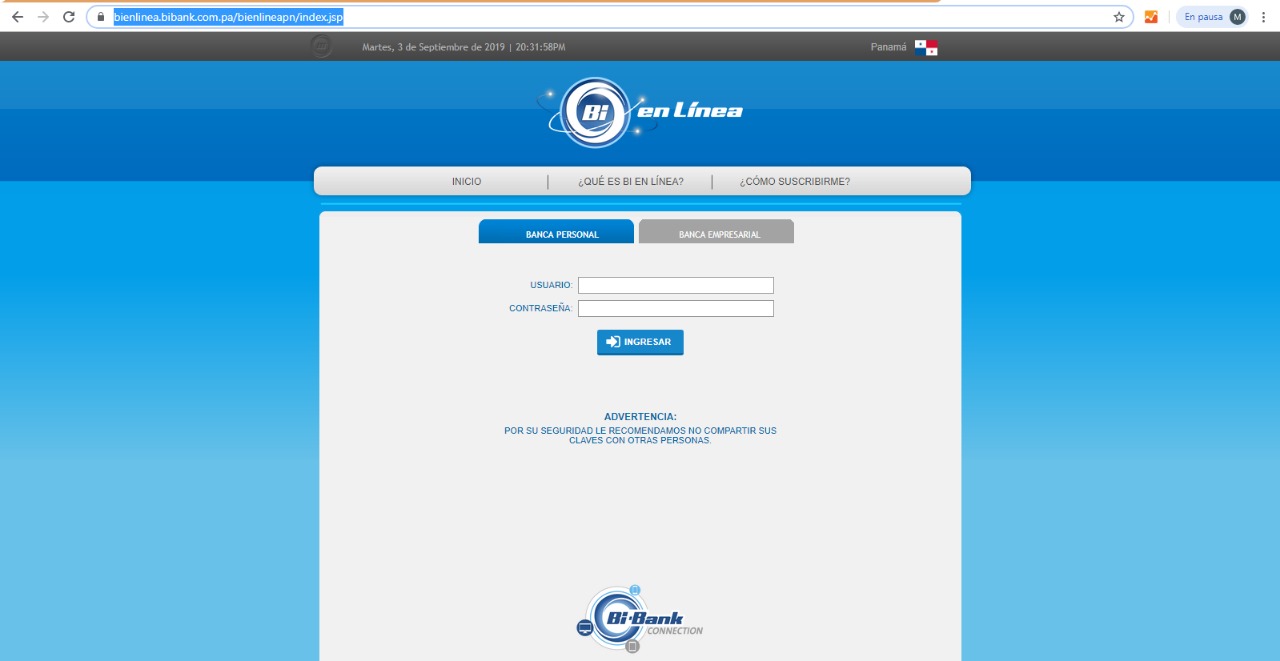 bienlinea.bibank.com.pa/bienlineapn/index.jsp
En pausa M
Martes, 3 de Septiembre de 2019 | 20:31:58PM
Panamá
Bi en Línea
INICIO | ¿QUÉ ES BI EN LÍNEA? | ¿CÓMO SUSCRIBIRME?
BANCA PERSONAL
BANCA EMPRESARIAL
USUARIO:
CONTRASEÑA:
INGRESAR
ADVERTENCIA:
POR SU SEGURIDAD LE RECOMENDAMOS NO COMPARTIR SUS
CLAVES CON OTRAS PERSONAS.
Bi-Bank
CONNECTION